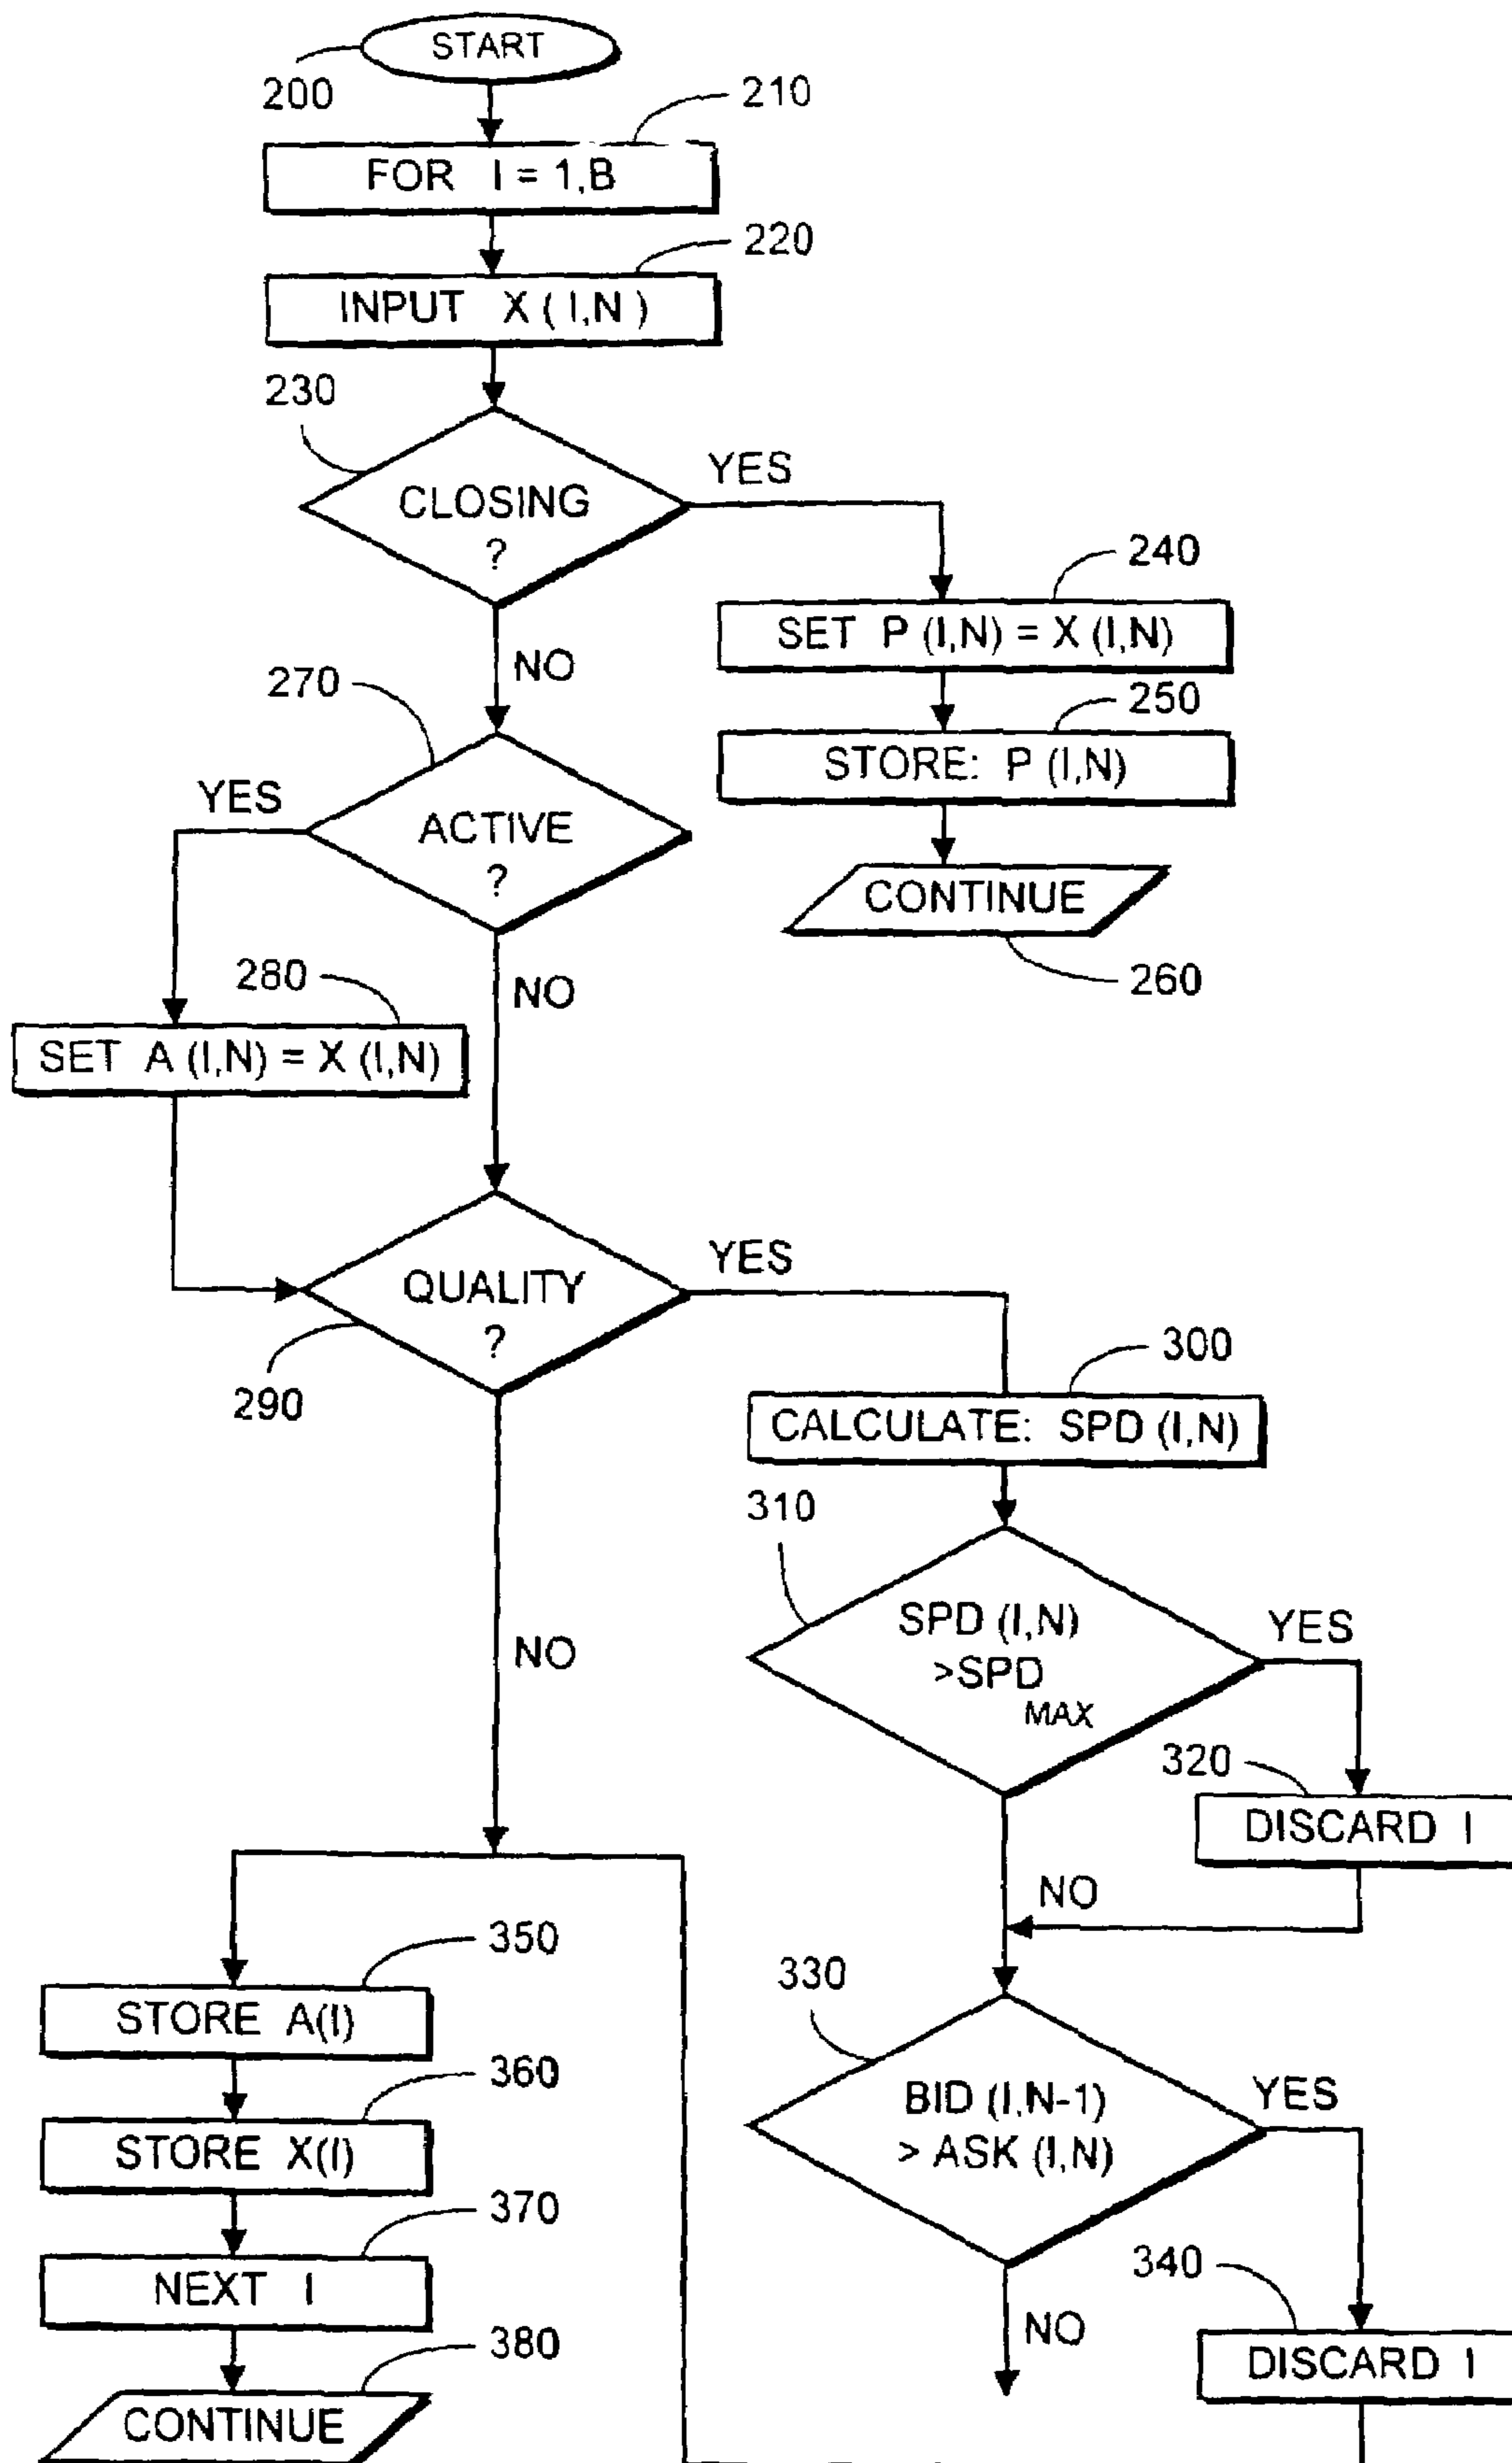 START
200
210
FOR I = 1,B
220
INPUT X ( I,N )
230
CLOSING
?
YES
NO
240
SET P (I,N) = X (I,N)
250
STORE: P (I,N)
CONTINUE
260
270
YES
ACTIVE
?
NO
280
SET A (I,N) = X (I,N)
QUALITY
?
YES
290
NO
300
CALCULATE: SPD (I,N)
310
SPD (I,N)
>SPD
MAX
YES
320
DISCARD I
NO
330
BID (I,N-1)
> ASK (I,N)
YES
NO
340
DISCARD I
350
STORE A(I)
360
STORE X(I)
370
NEXT I
380
CONTINUE